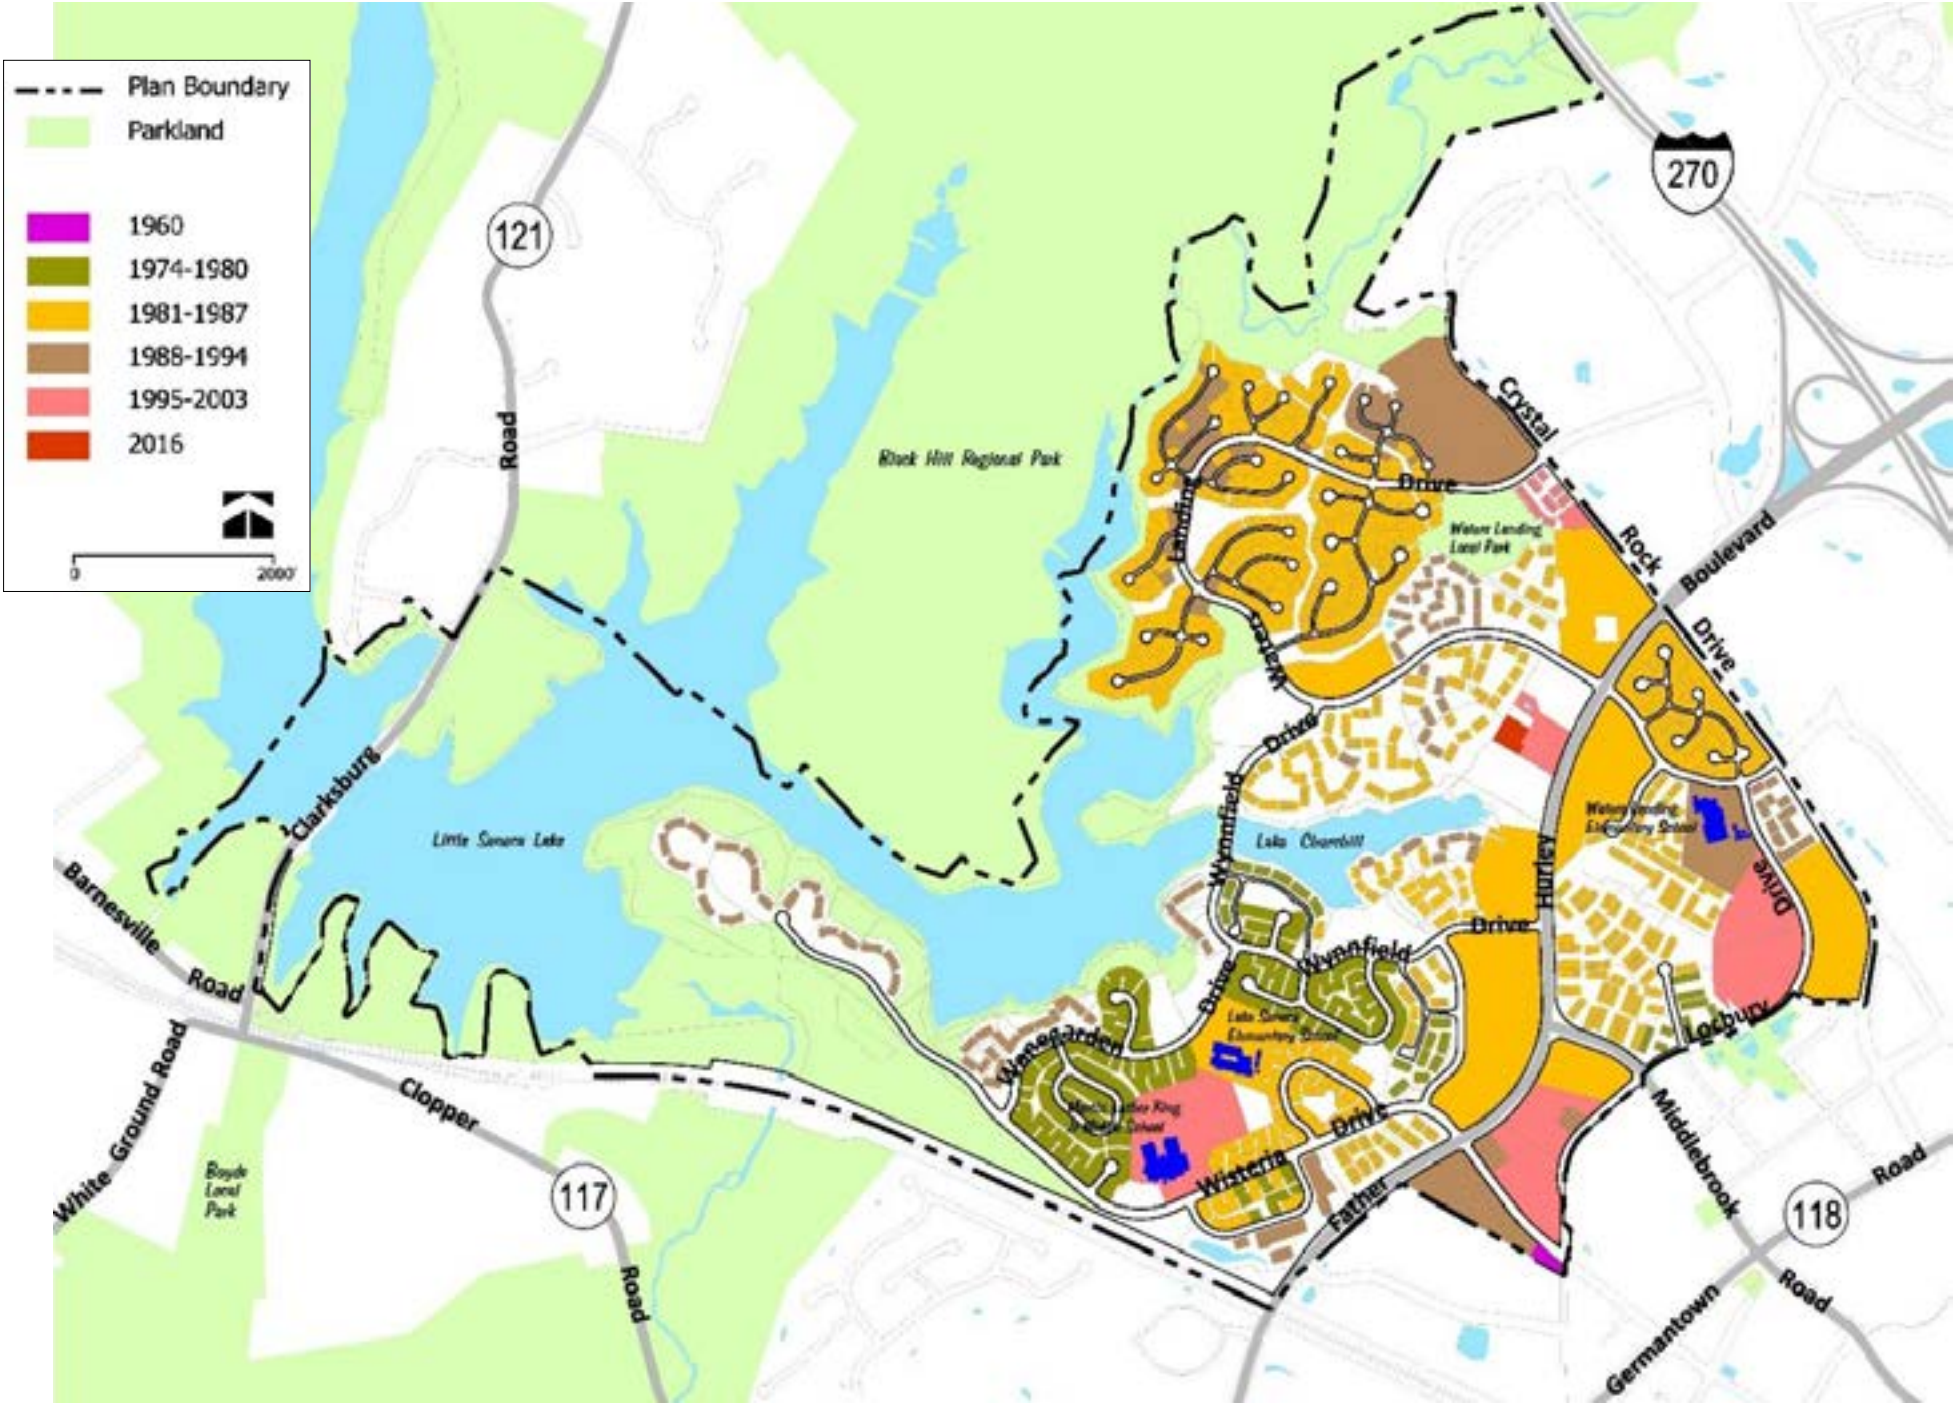 Plan Boundary
Parkland
1960
1974-1980
1981-1987
1988-1994
1995-2003
2016
0
2000'
121
Road
270
Crystal
Black Hill Regional Park
Drive
Landing
Waters Landing
Local Park
Rock
Boulevard
Drive
Waters
Drive
Clarksburg
Wynnfield
Little Seneca Lake
Lake Churchill
Waters Landing
Elementary School
Hurley
Drive
Barnesville
Road
Drive
Wynnfield
Drive
Lake Seneca
Elementary School
Locbury
Wonegarden
White Ground Road
Clopper
Martin Luther King
Jr Middle School
Drive
Wisteria
Father
Middlebrook
Road
118
Boyds
Local
Park
117
Road
Germantown
Road